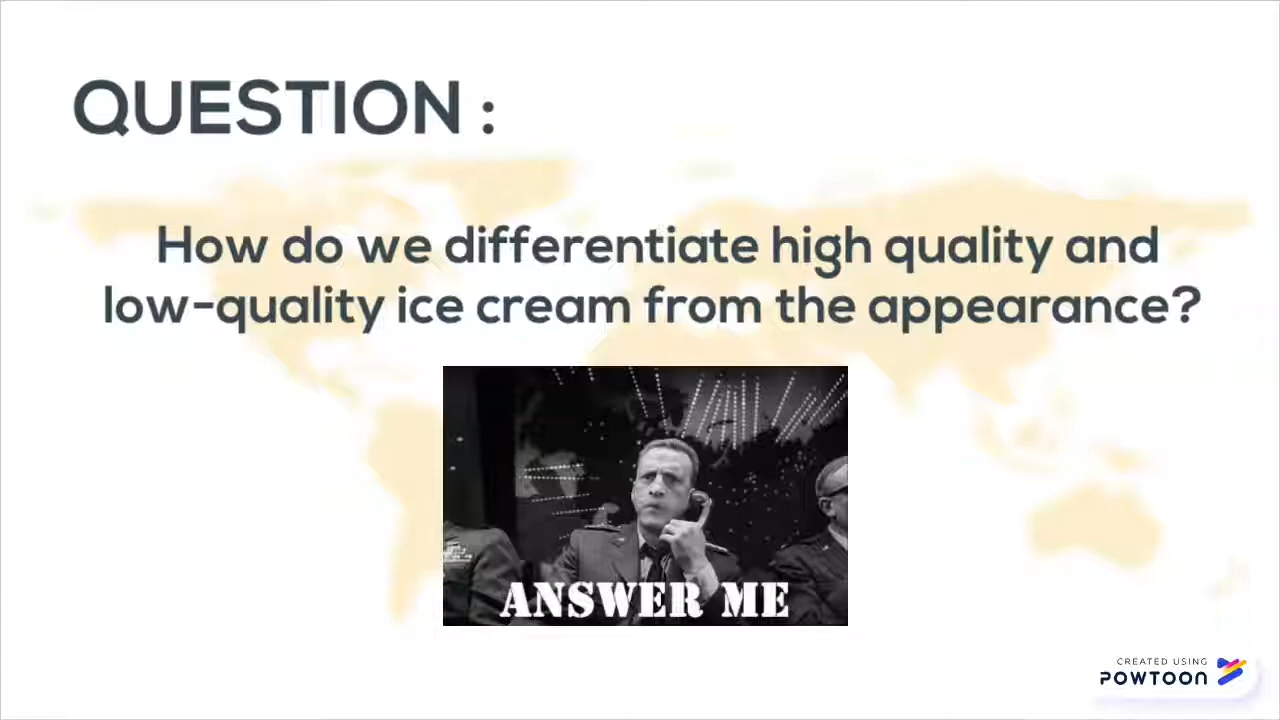 QUESTION :
How do we differentiate high quality and
low-quality ice cream from the appearance?
ANSWER ME
CREATED USING
POWTOON